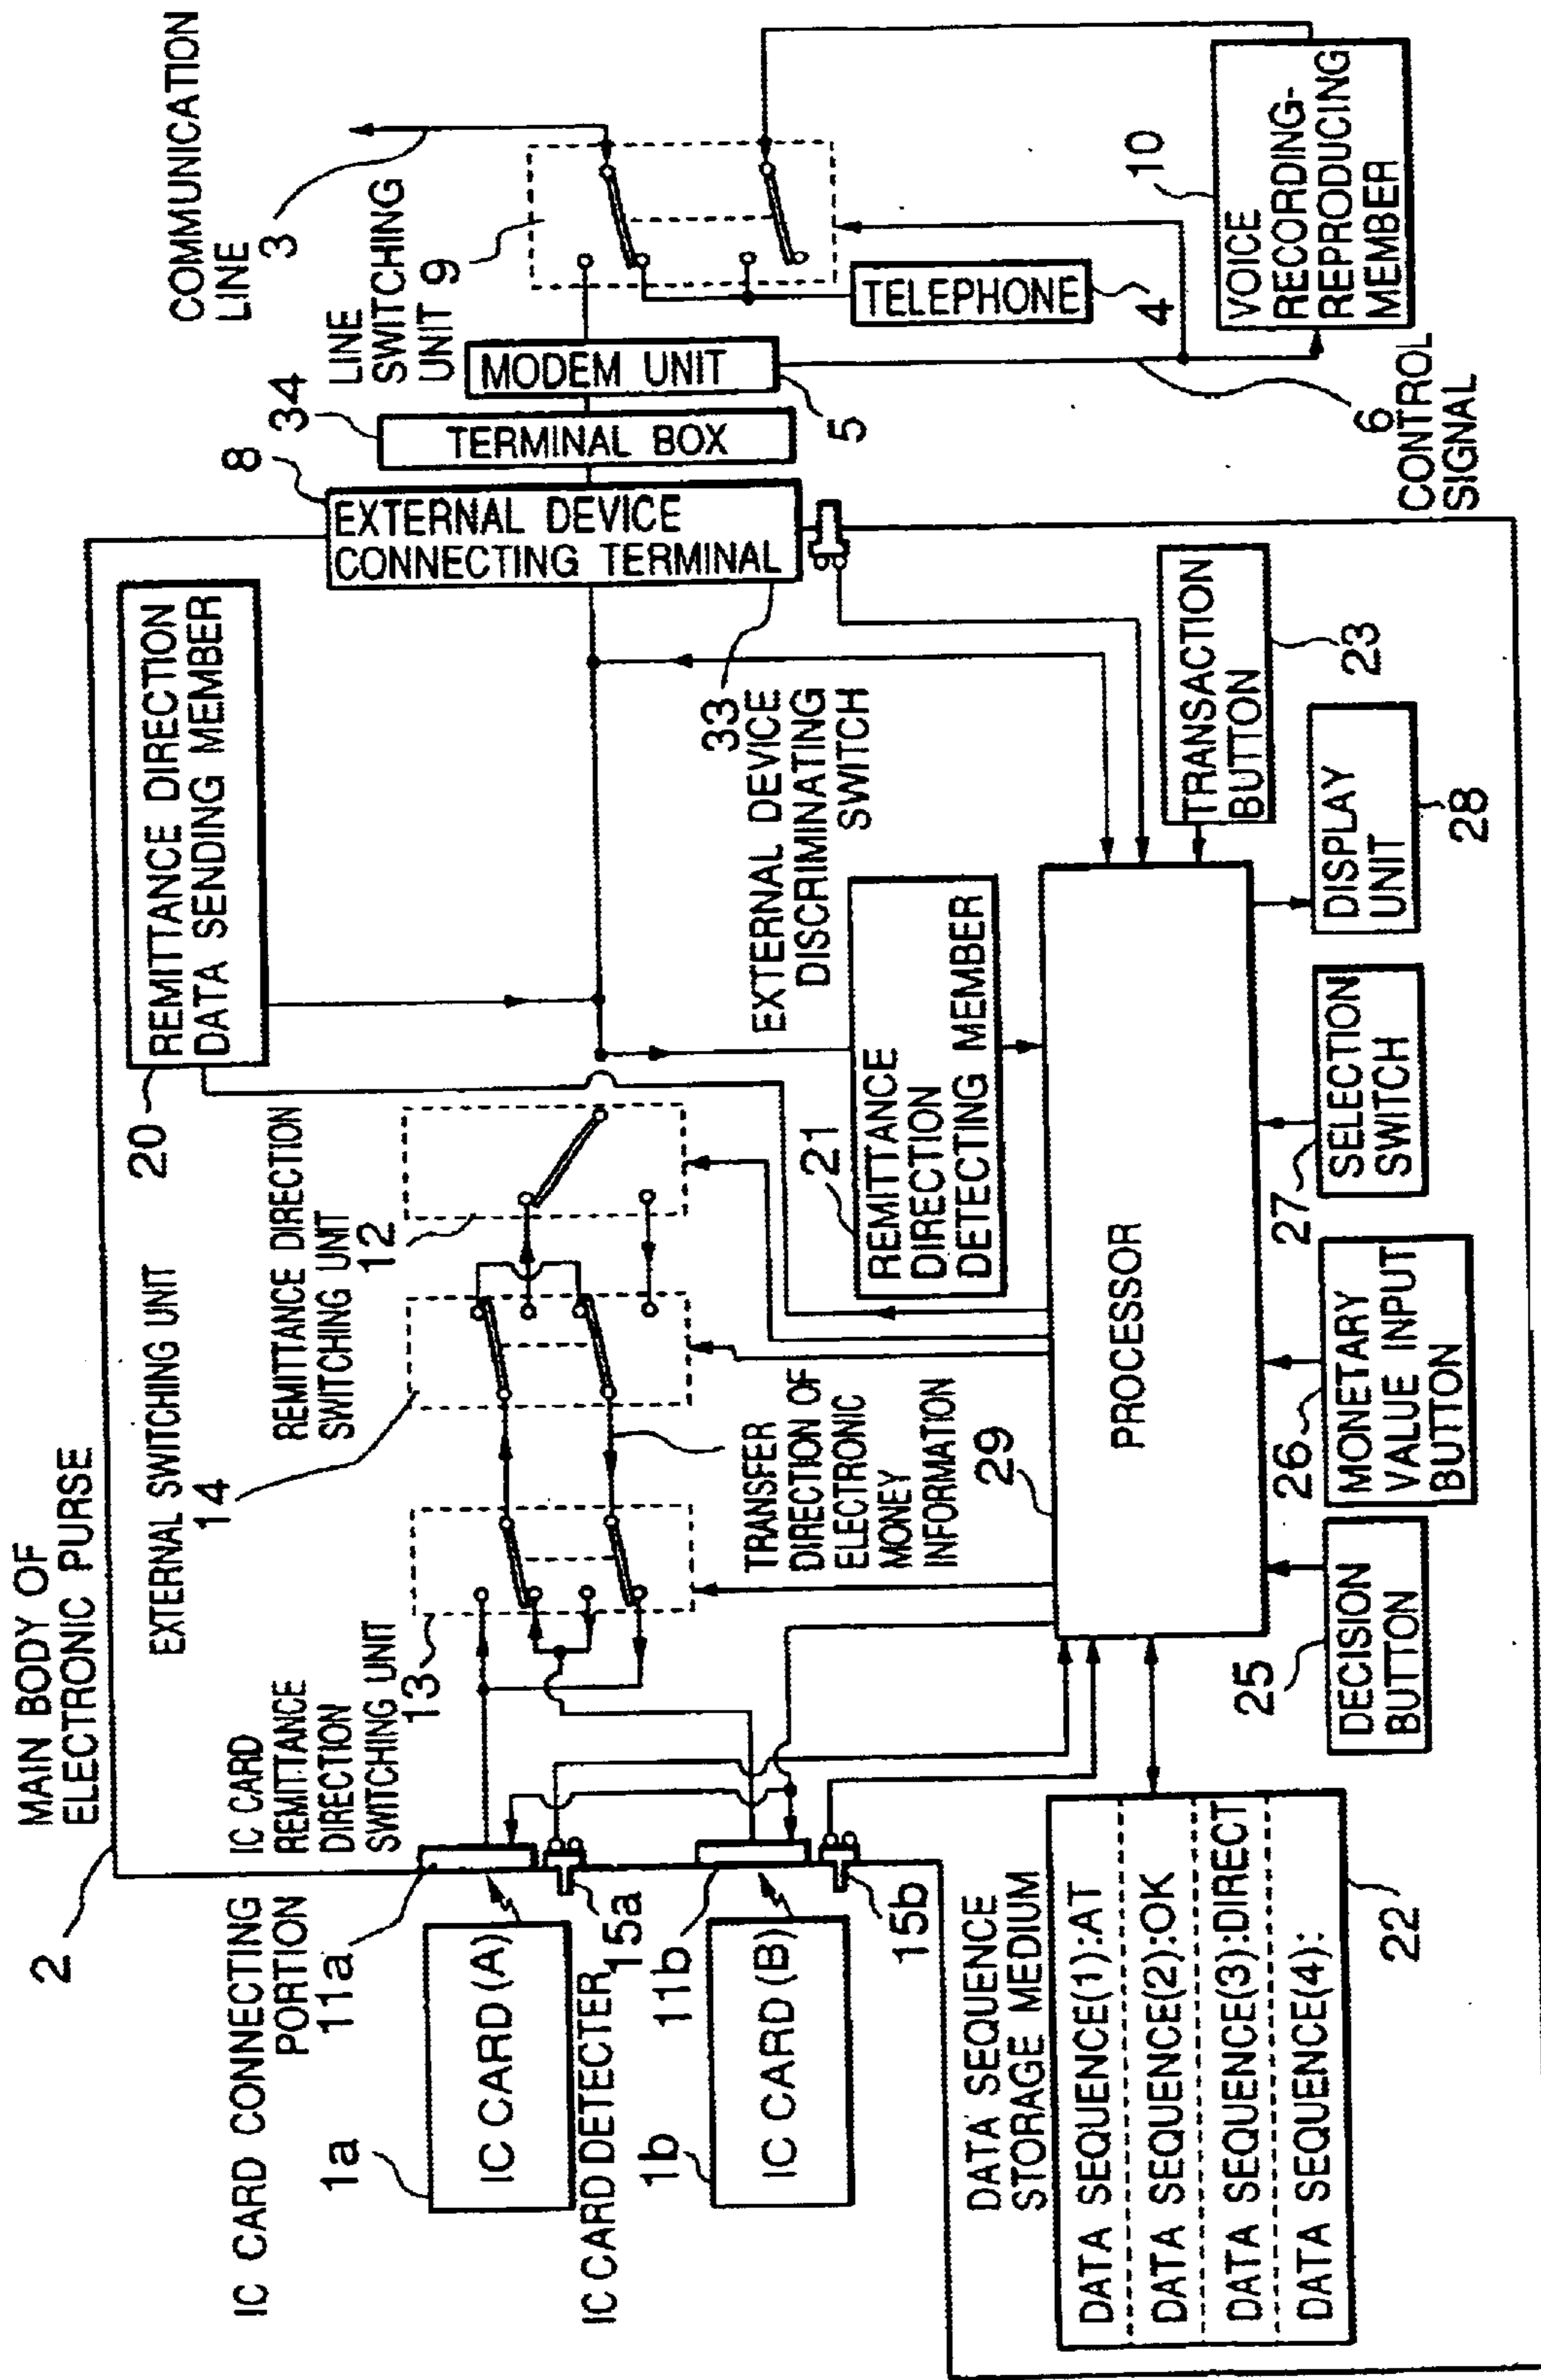 MAIN BODY OF
ELECTRONIC PURSE
2
IC CARD CONNECTING
PORTION
11a
1a
IC CARD (A)
IC CARD DETECTER
15a
11b
1b
IC CARD (B)
15b
IC CARD
REMITTANCE
DIRECTION
SWITCHING UNIT
13
EXTERNAL SWITCHING UNIT
14
REMITTANCE DIRECTION
SWITCHING UNIT
12
20
REMITTANCE DIRECTION
DATA SENDING MEMBER
TRANSFER
DIRECTION OF
ELECTRONIC
MONEY
INFORMATION
21
REMITTANCE
DIRECTION
DETECTING MEMBER
33
EXTERNAL DEVICE
DISCRIMINATING
SWITCH
8
EXTERNAL DEVICE
CONNECTING TERMINAL
34
TERMINAL BOX
MODEM UNIT
5
LINE
SWITCHING
UNIT 9
COMMUNICATION
LINE
3
TELEPHONE
4
10
VOICE
RECORDING-
REPRODUCING
MEMBER
6
CONTROL
SIGNAL
29
PROCESSOR
TRANSACTION
BUTTON
23
DISPLAY
UNIT
28
27
SELECTION
SWITCH
26
MONETARY
VALUE INPUT
BUTTON
25
DECISION
BUTTON
DATA SEQUENCE
STORAGE MEDIUM
DATA SEQUENCE(1):AT
DATA SEQUENCE(2):OK
DATA SEQUENCE(3):DIRECT
DATA SEQUENCE(4):
22